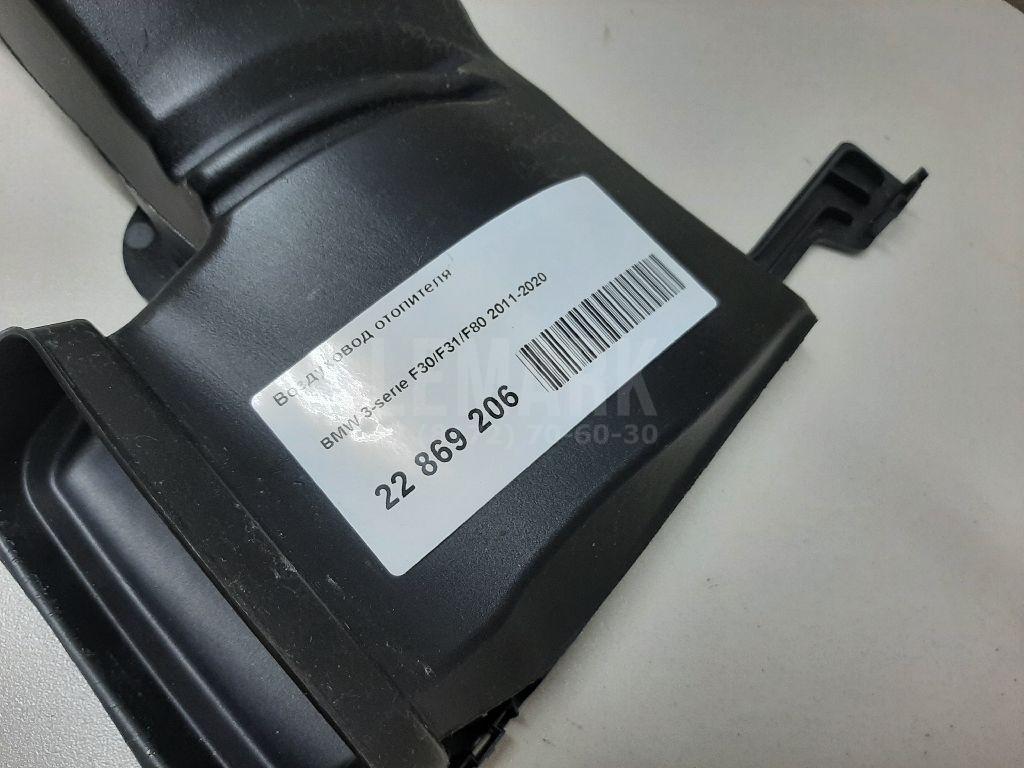 Воздуховод отопителя
BMW 3-serie F30/F31/F80 2011-2020
22 869 206